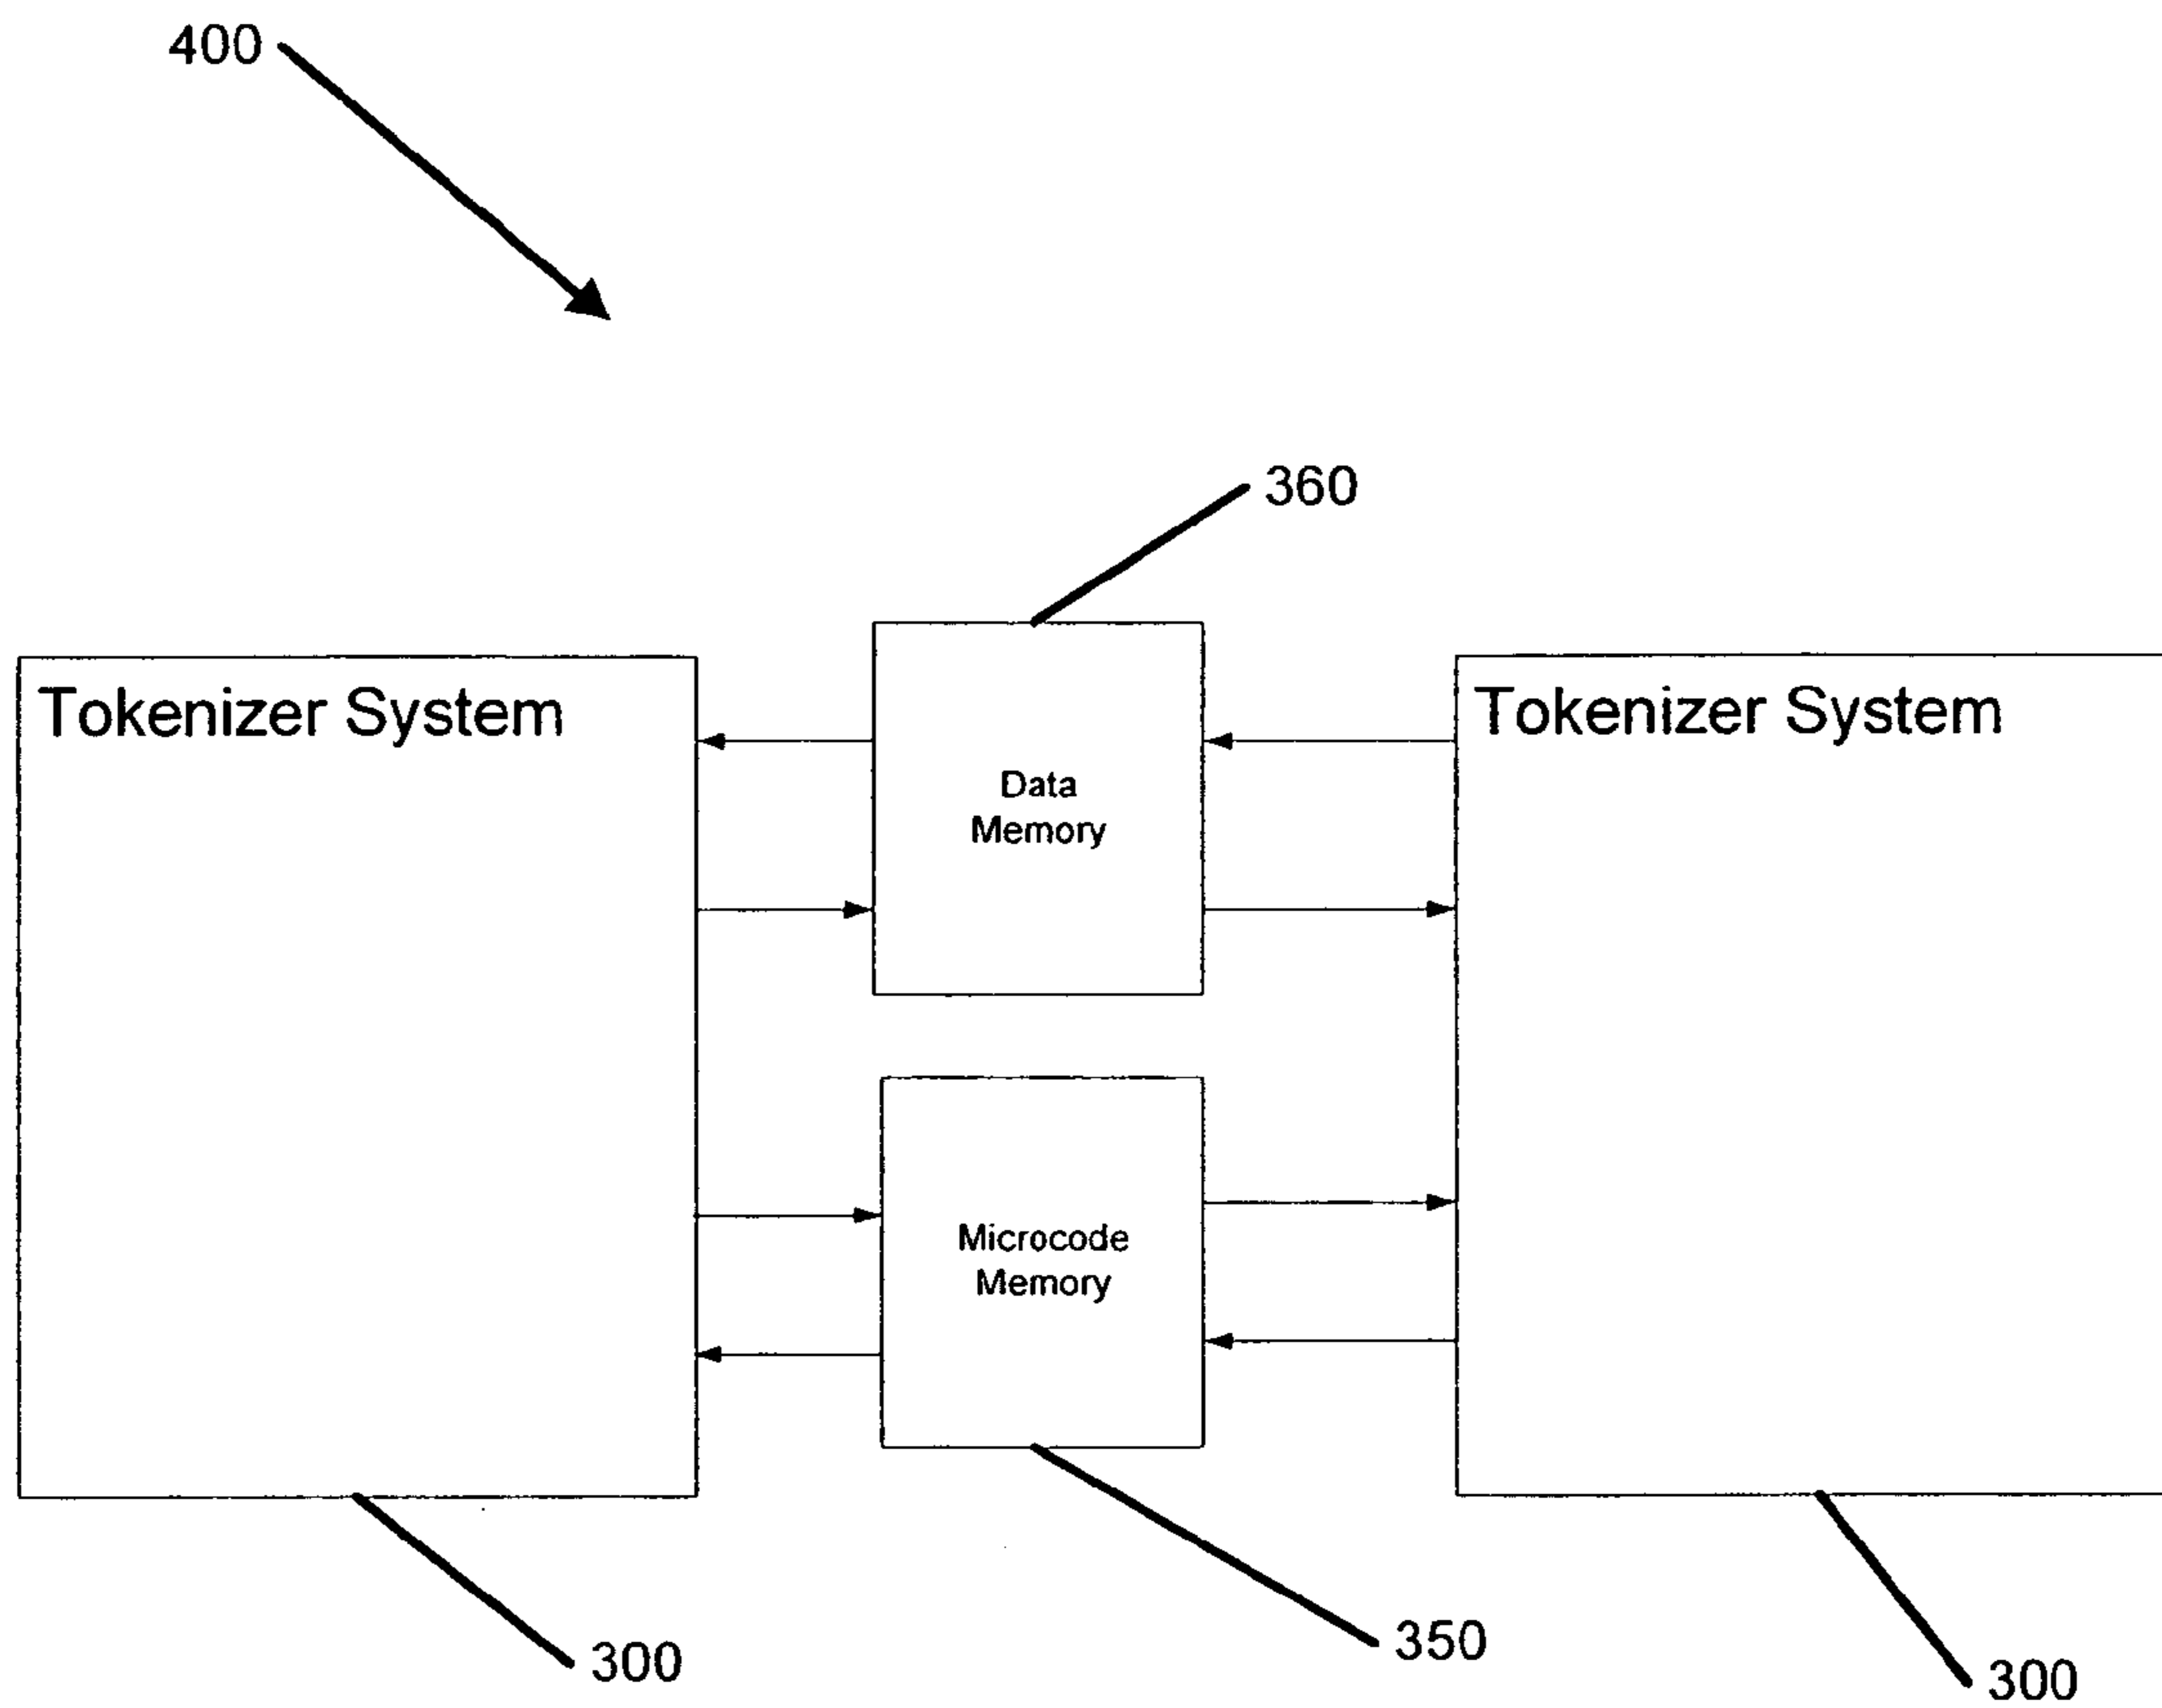 400
360
Tokenizer System
Tokenizer System
Data
Memory
Microcode
Memory
350
300
300